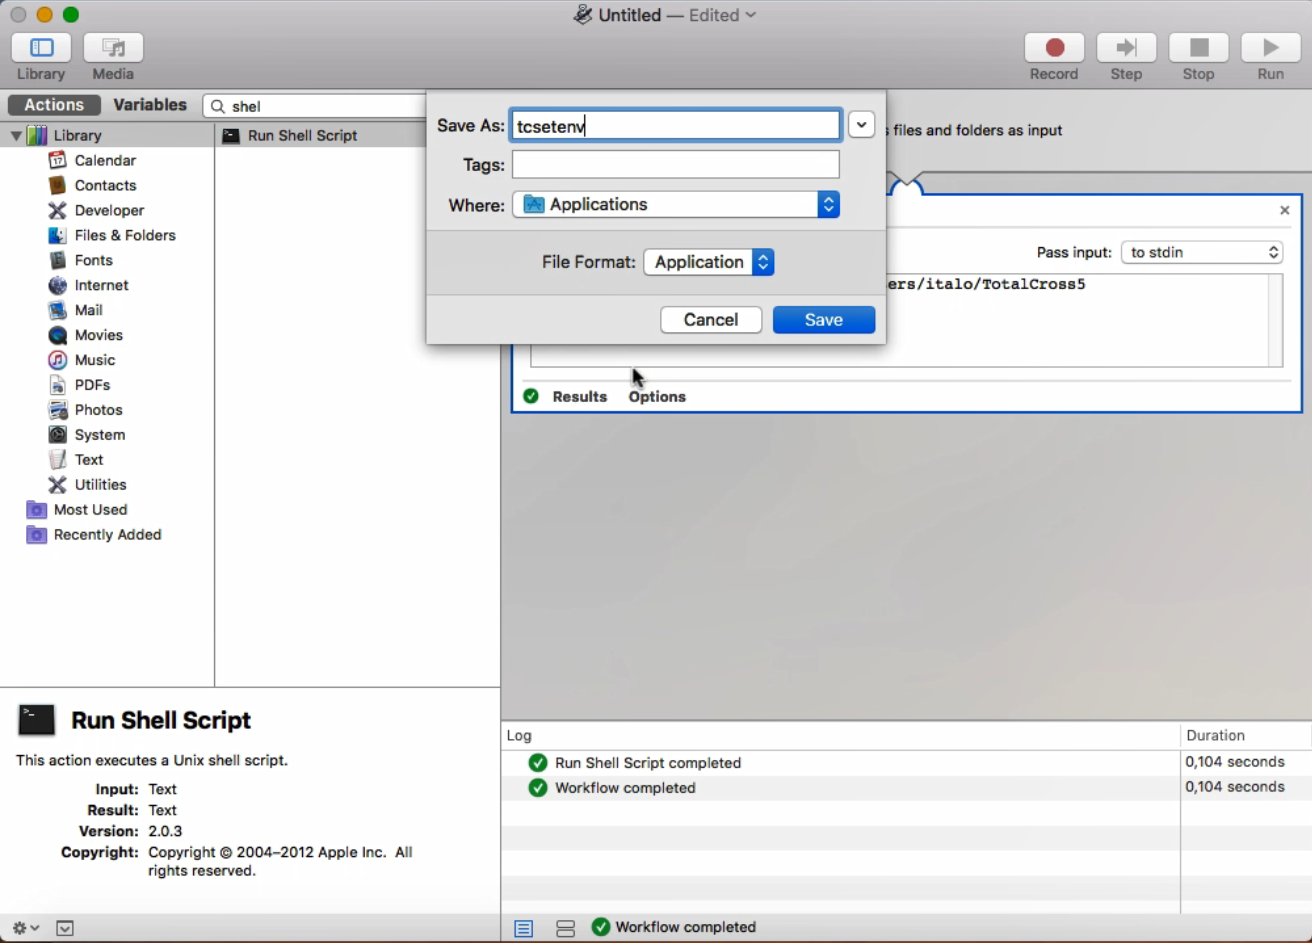 Untitled — Edited
Library
Media
Record
Step
Stop
Run
Actions
Variables
shel
Save As: tcsetenv
Tags:
Where: Applications
File Format: Application
Cancel
Save
files and folders as input
Library
Calendar
Contacts
Developer
Files & Folders
Fonts
Internet
Mail
Movies
Music
PDFs
Photos
System
Text
Utilities
Most Used
Recently Added
Run Shell Script
Pass input: to stdin
ers/italo/TotalCross5
Results Options
Run Shell Script
This action executes a Unix shell script.
Input: Text
Result: Text
Version: 2.0.3
Copyright: Copyright © 2004–2012 Apple Inc. All
rights reserved.
Log Duration
Run Shell Script completed 0,104 seconds
Workflow completed 0,104 seconds
Workflow completed